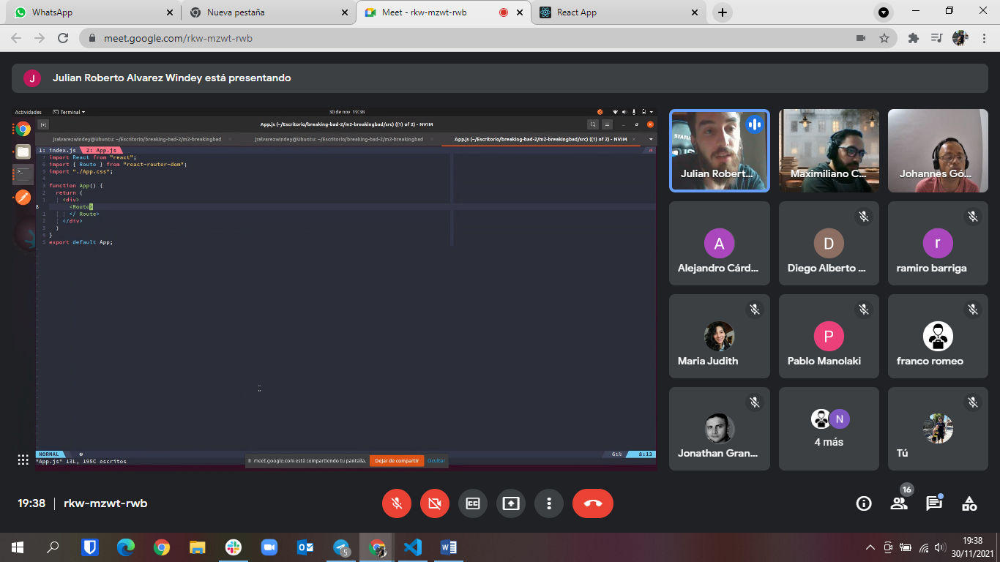 WhatsApp
Nueva pestaña
Meet - rkw-mzwt-rwb
React App
meet.google.com/rkw-mzwt-rwb
J
Julian Roberto Alvarez Windey está presentando
Actividades
Terminal
30 de nov 19:38
App.js (~/Escritorio/breaking-bad-2/m2-breakingbad/src) ((1) of 2) - NVIM
jralvarezwindey@Ubuntu: ~/Escritorio/breaking-bad-2/m2-breakingbad
jralvarezwindey@Ubuntu: ~/Escritorio/breaking-bad-2/m2-breakingbad
App.js (~/Escritorio/breaking-bad-2/m2-breakingbad/src) ((1) of 2) - NVIM
1: index.js 2: App.js
7 import React from "react";
6 import { Route } from "react-router-dom";
5 import "./App.css";
4
3 function App() {
2 return (
1 <div>
8 <Route>
1 </ Route>
2 </div>
3 )
4 }
5 export default App;
NORMAL
61% 8:13
"App.js" 13L, 195C escritos
meet.google.com está compartiendo tu pantalla.
Dejar de compartir
Ocultar
Julian Robert...
Maximiliano C...
Johannes Gó...
A
Alejandro Cárd...
D
Diego Alberto ...
r
ramiro barriga
Maria Judith
P
Pablo Manolaki
franco romeo
Jonathan Gran...
N
4 más
Tú
19:38 | rkw-mzwt-rwb
16
5
19:38
30/11/2021